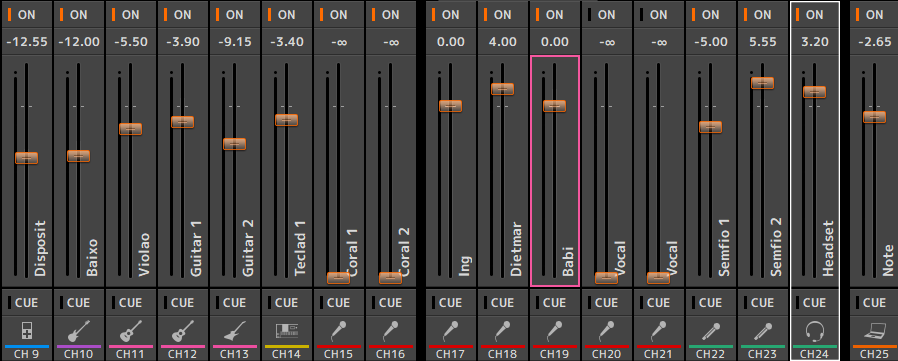 ON ON ON ON ON ON ON ON ON ON ON ON ON ON ON ON ON
-12.55 -12.00 -5.50 -3.90 -9.15 -3.40 -∞ -∞ 0.00 4.00 0.00 -∞ -∞ -5.00 5.55 3.20 -2.65
Disposit Baixo Violao Guitar 1 Guitar 2 Teclad 1 Coral 1 Coral 2 Ing Dietmar Babi Vocal Vocal Semfio 1 Semfio 2 Headset Note
CUE CUE CUE CUE CUE CUE CUE CUE CUE CUE CUE CUE CUE CUE CUE CUE CUE
CH 9 CH10 CH11 CH12 CH13 CH14 CH15 CH16 CH17 CH18 CH19 CH20 CH21 CH22 CH23 CH24 CH25